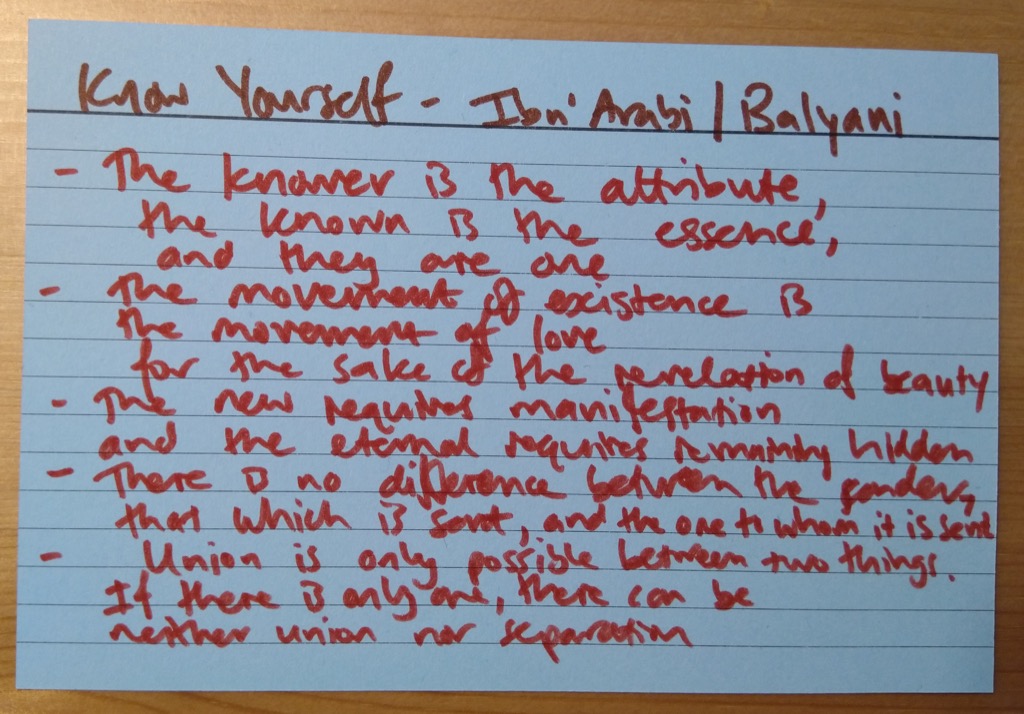 Know Yourself - Ibn 'Arabi / Balyani
- The knower is the attribute,
the known is the essence,
and they are one
- The movement of existence is
the movement of love
for the sake of the revelation of beauty
- The new requires manifestation
and the eternal requires remaining hidden
- There is no difference between the sender,
that which is sent, and the one to whom it is sent
- Union is only possible between two things.
If there is only one, there can be
neither union nor separation